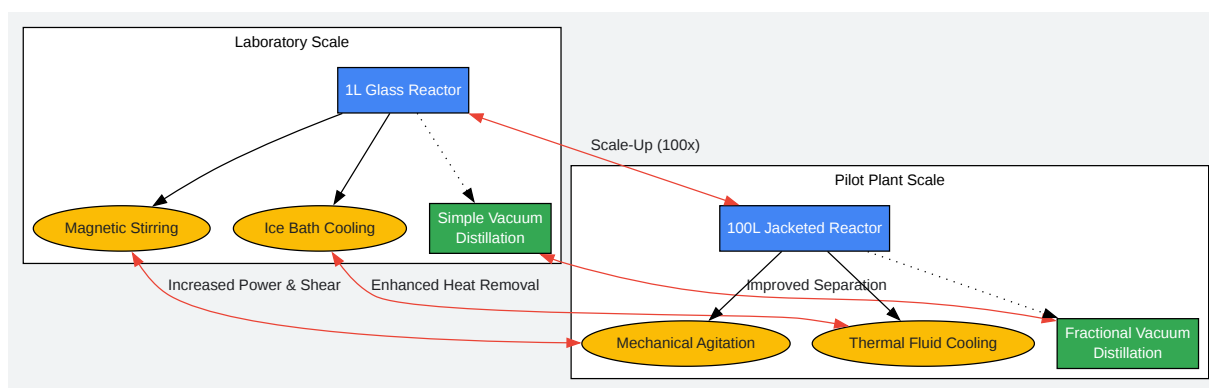 Laboratory Scale
1L Glass Reactor
Scale-Up (100x)
Pilot Plant Scale
Magnetic Stirring
Ice Bath Cooling
Simple Vacuum
Distillation
100L Jacketed Reactor
Increased Power & Shear
Enhanced Heat Removal
Improved Separation
Mechanical Agitation
Thermal Fluid Cooling
Fractional Vacuum
Distillation